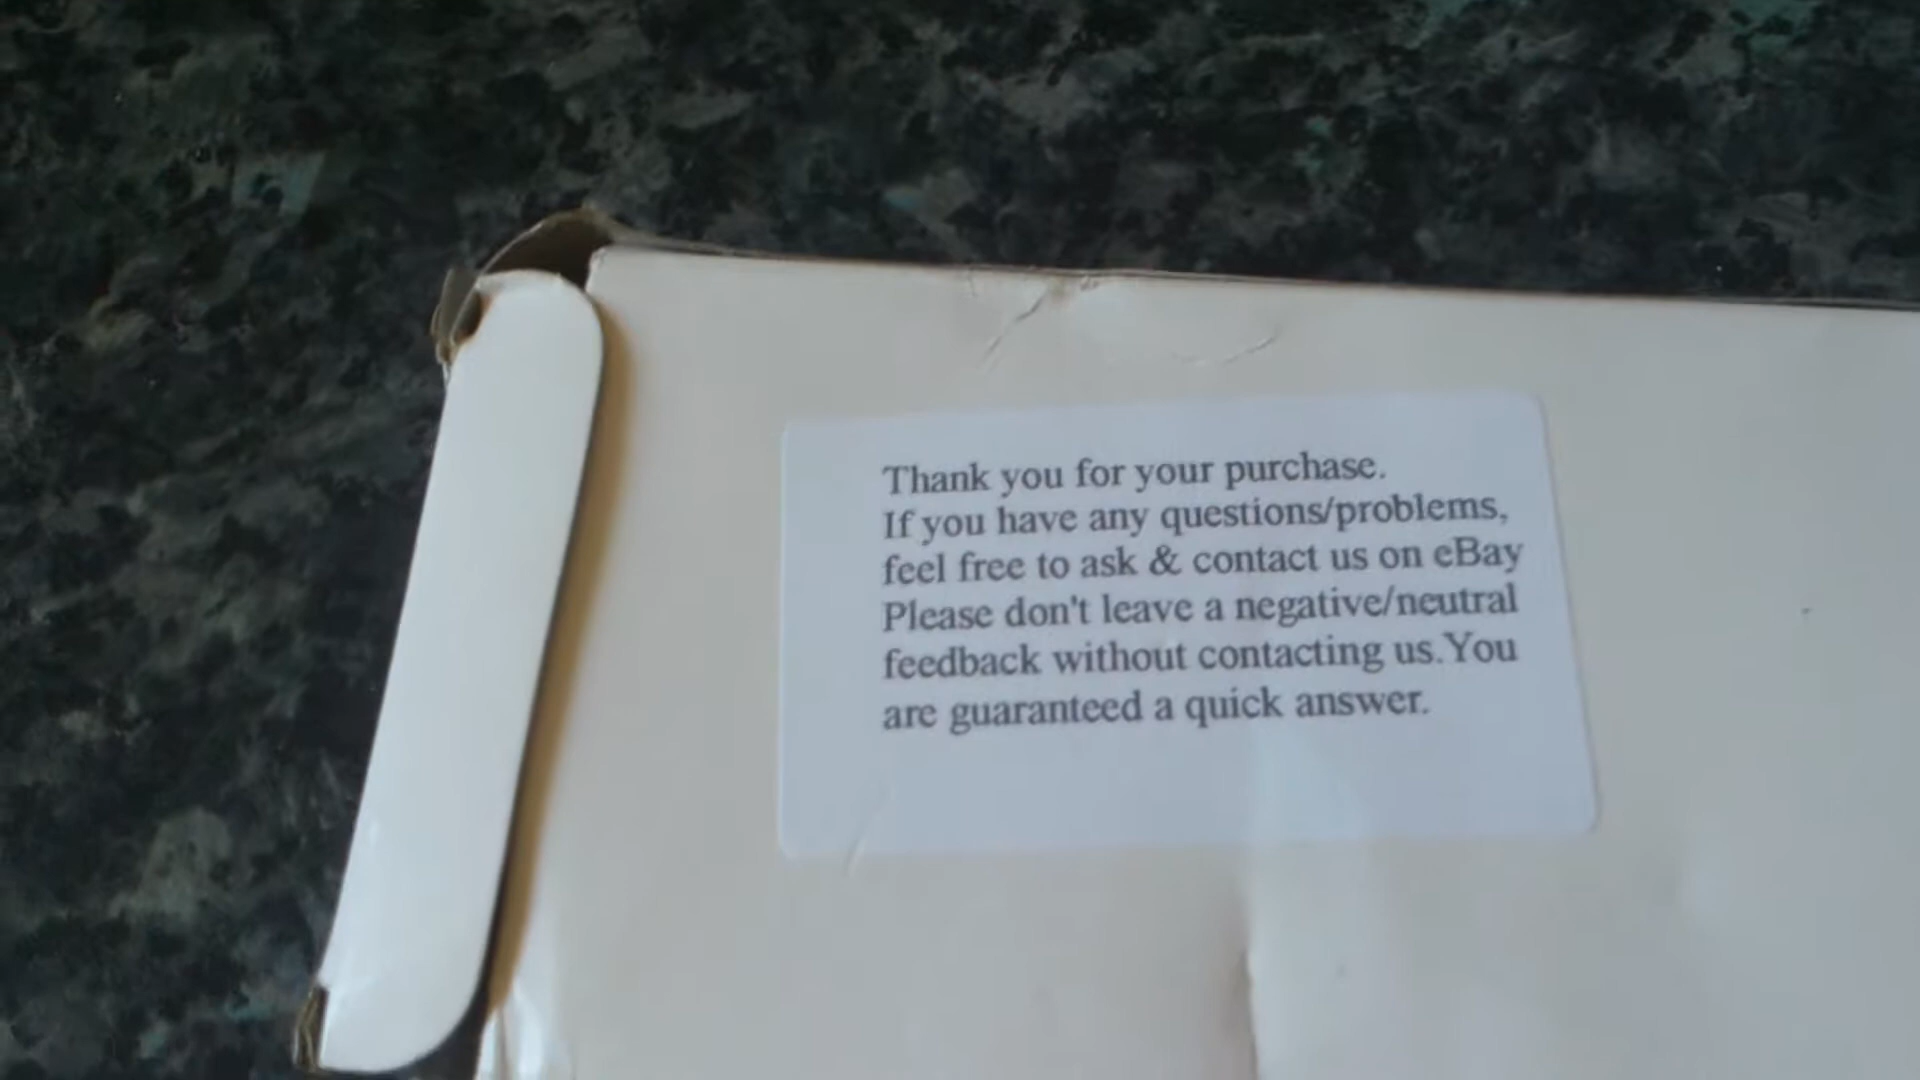 Thank you for your purchase.
If you have any questions/problems,
feel free to ask & contact us on eBay
Please don't leave a negative/neutral
feedback without contacting us.You
are guaranteed a quick answer.